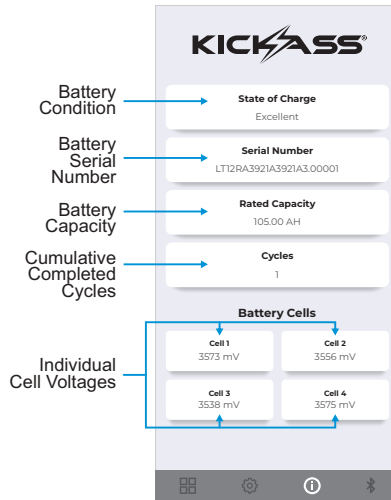 KICKASS®
Battery
Condition
State of Charge
Excellent
Battery
Serial
Number
Serial Number
LT12RA3921A3921A3.00001
Battery
Capacity
Rated Capacity
105.00 AH
Cumulative
Completed
Cycles
Cycles
1
Battery Cells
Individual
Cell Voltages
Cell 1
3573 mV
Cell 2
3556 mV
Cell 3
3538 mV
Cell 4
3575 mV